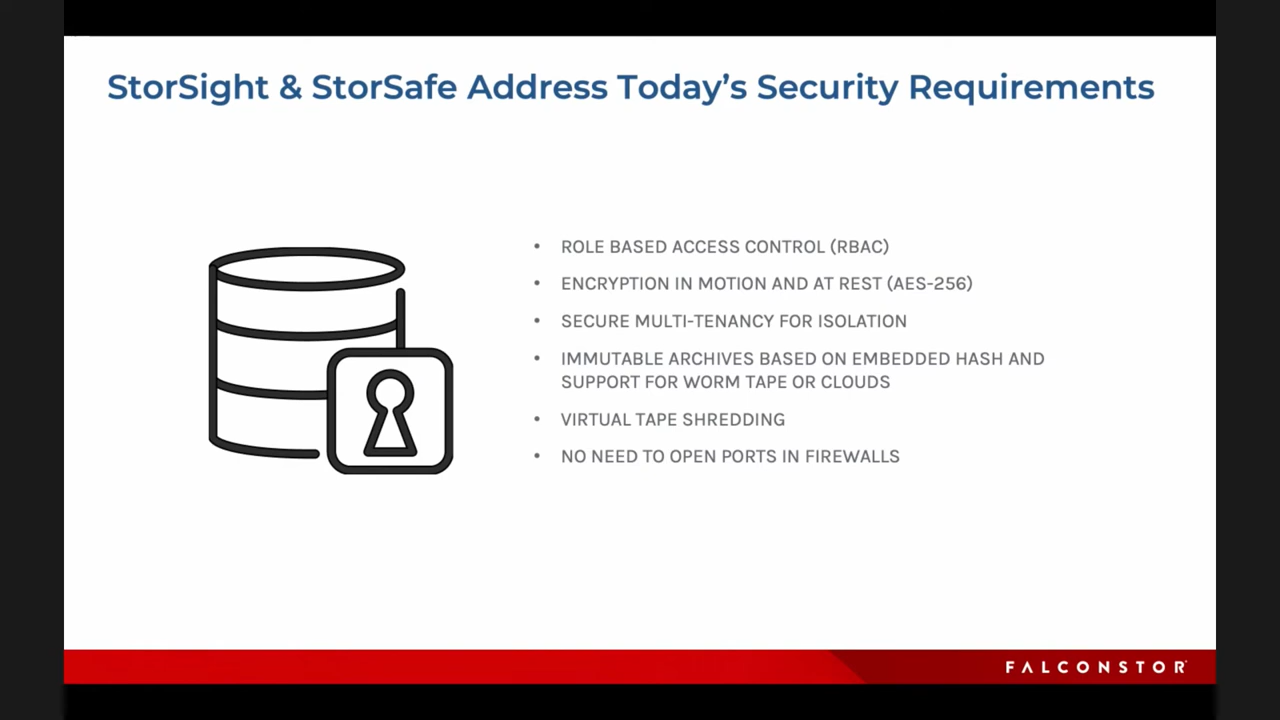 StorSight & StorSafe Address Today’s Security Requirements
• ROLE BASED ACCESS CONTROL (RBAC)
• ENCRYPTION IN MOTION AND AT REST (AES-256)
• SECURE MULTI-TENANCY FOR ISOLATION
• IMMUTABLE ARCHIVES BASED ON EMBEDDED HASH AND
SUPPORT FOR WORM TAPE OR CLOUDS
• VIRTUAL TAPE SHREDDING
• NO NEED TO OPEN PORTS IN FIREWALLS
FALCONSTOR